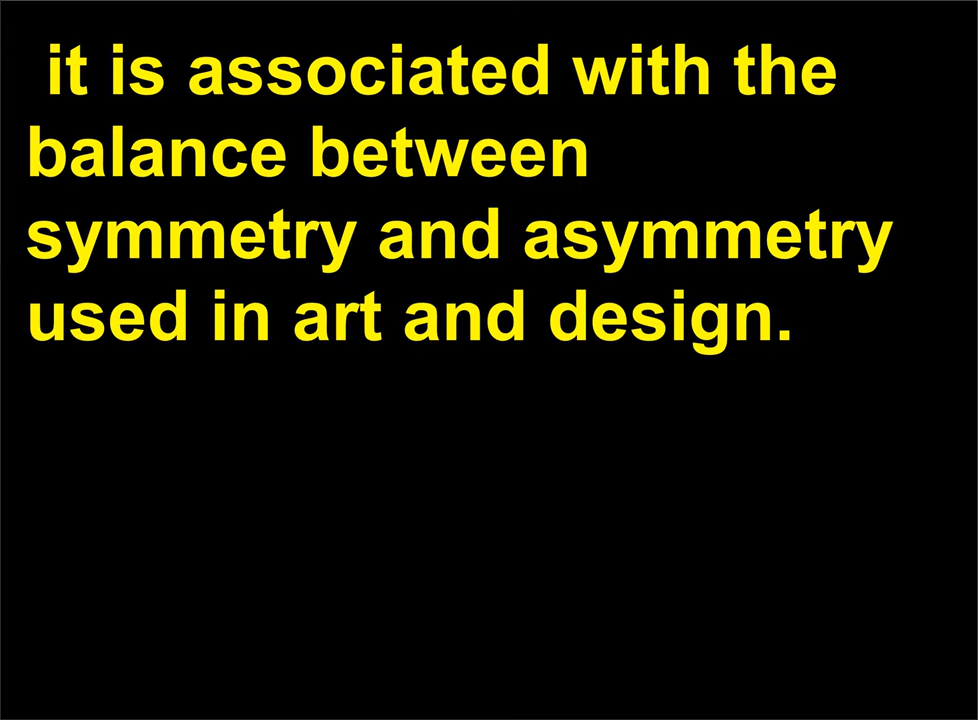 it is associated with the
balance between
symmetry and asymmetry
used in art and design.